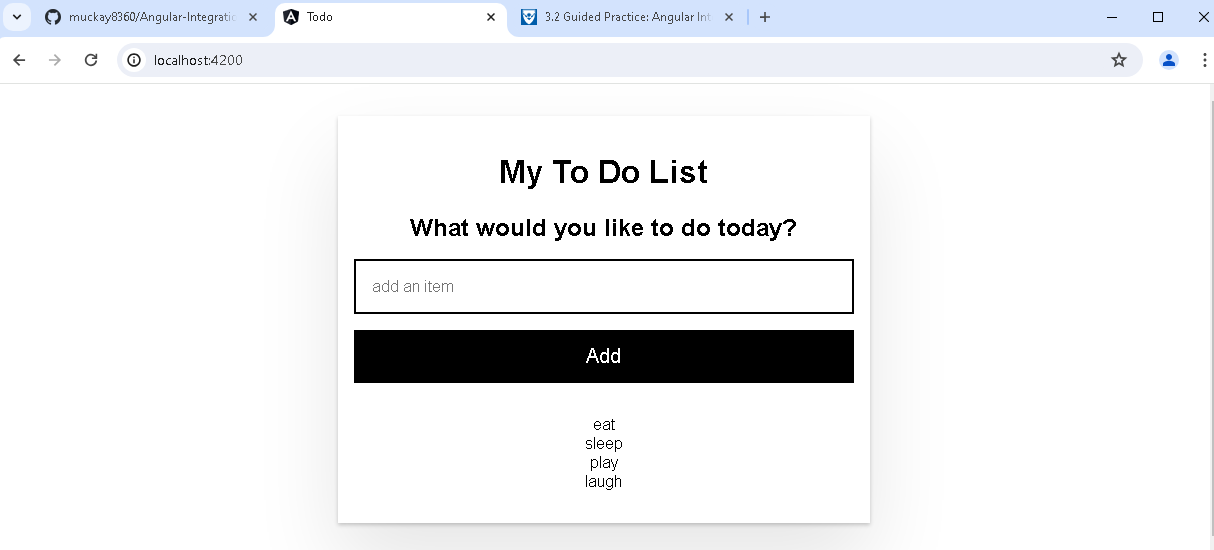 muckay8360/Angular-Integratio
Todo
3.2 Guided Practice: Angular Int
localhost:4200
My To Do List
What would you like to do today?
add an item
Add
eat
sleep
play
laugh